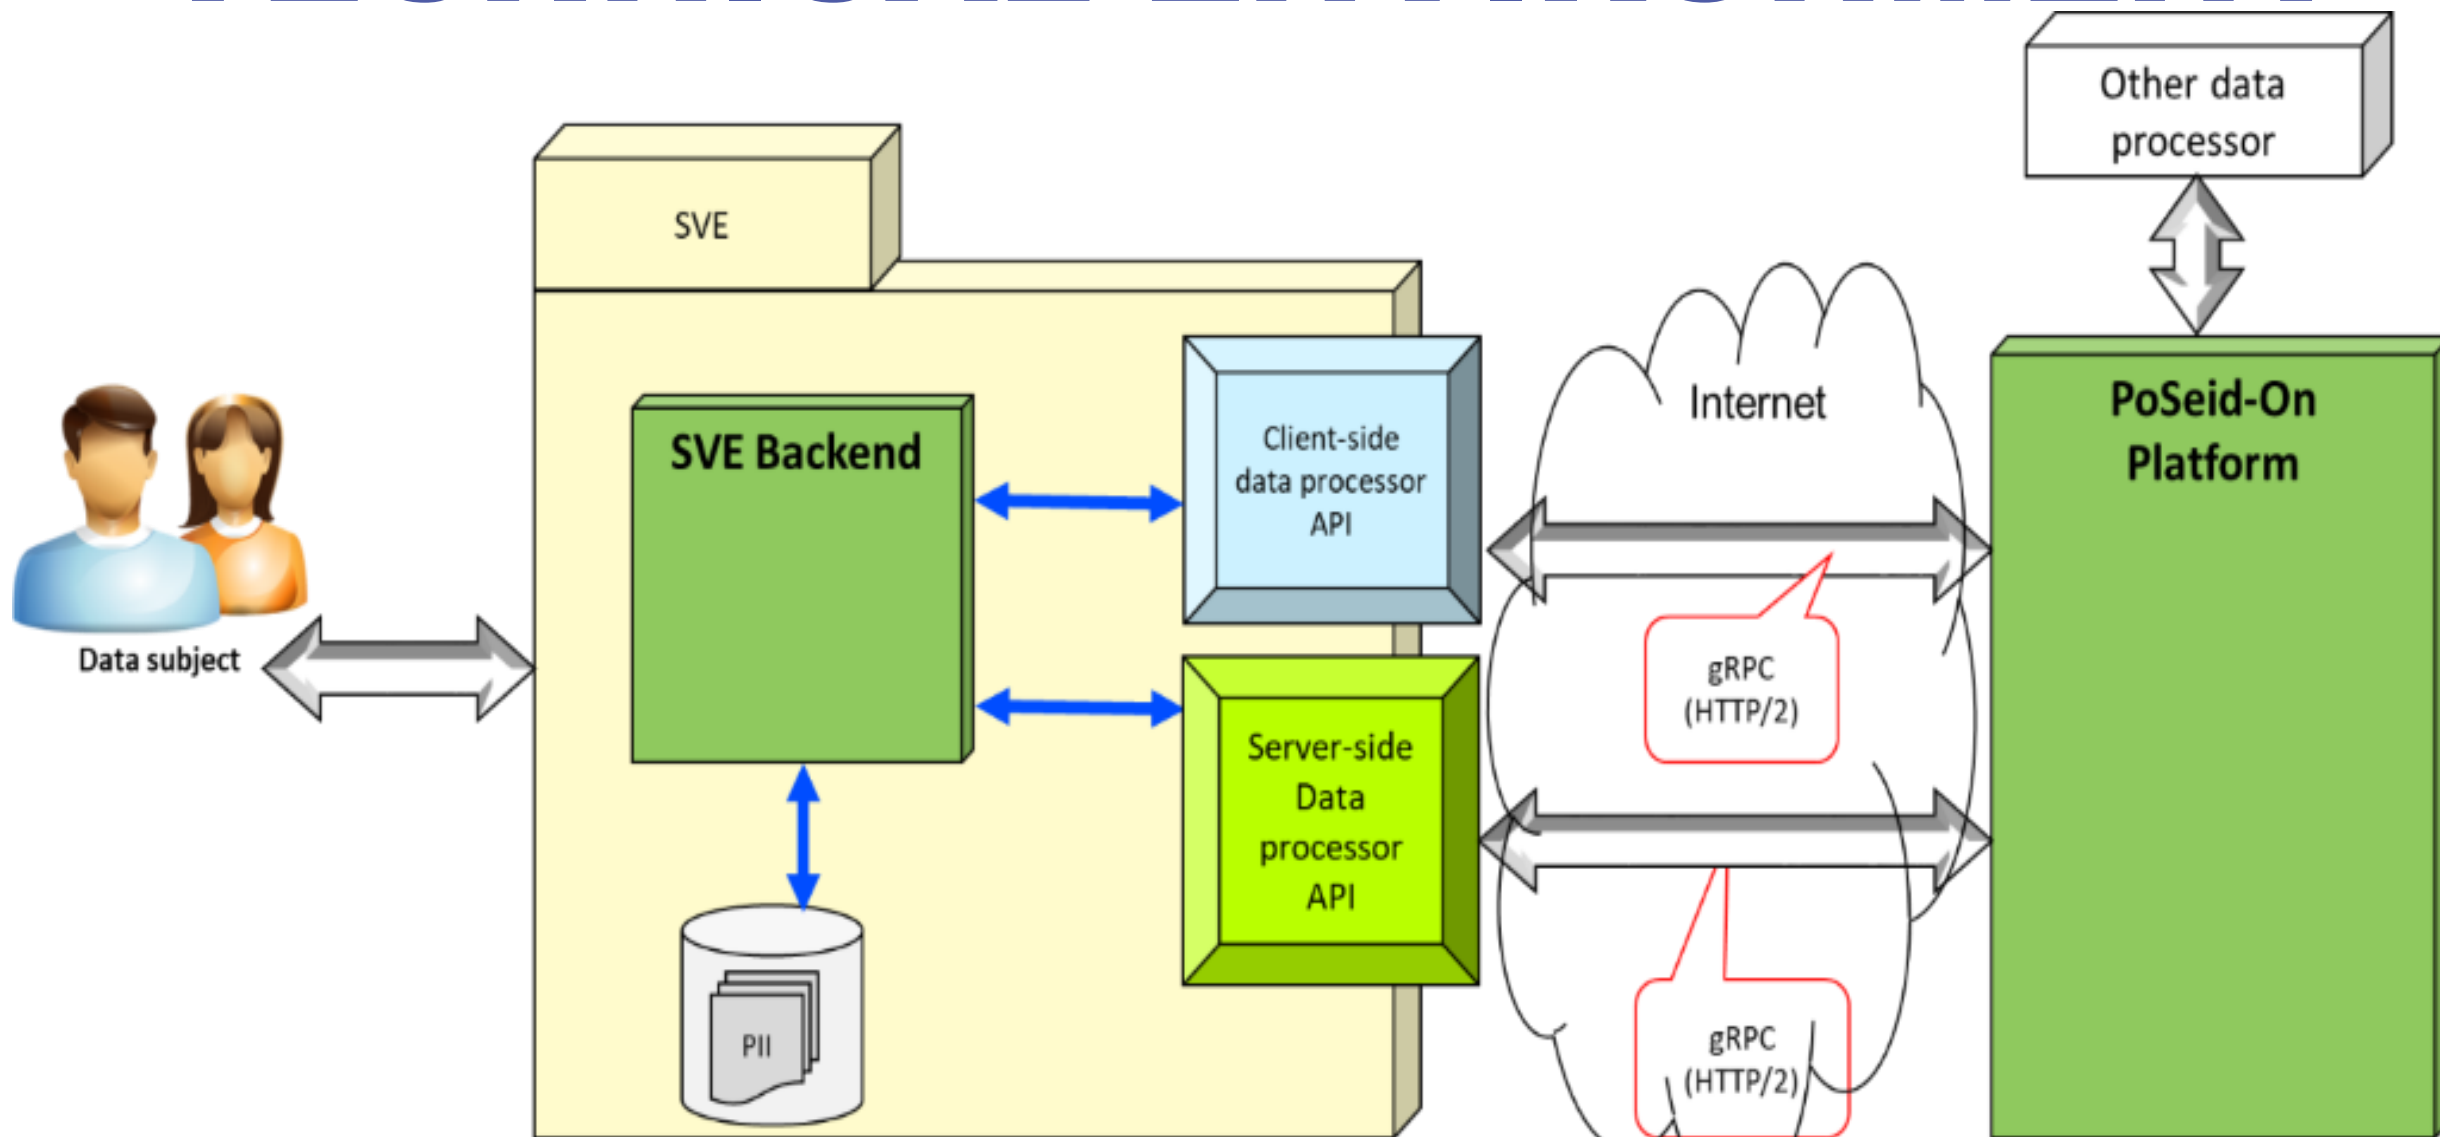 Other data
processor
SVE
Internet
PoSeid-On
Platform
SVE Backend
Client-side
data processor
API
Data subject
gRPC
(HTTP/2)
Server-side
Data
processor
API
PII
gRPC
(HTTP/2)